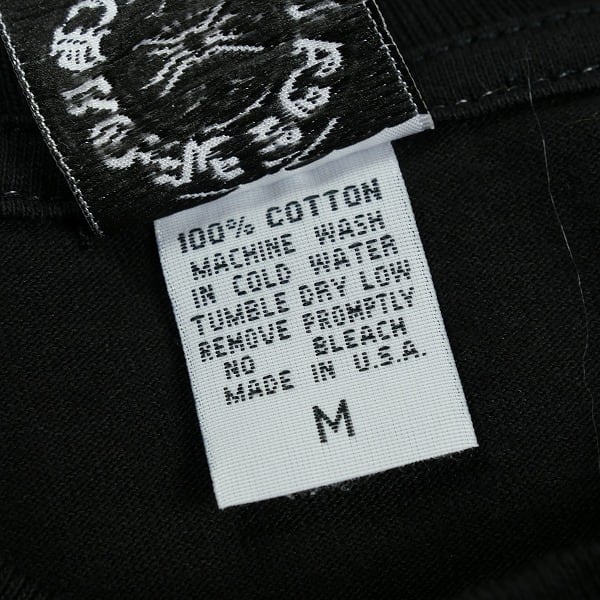 100% COTTON
MACHINE WASH
IN COLD WATER
TUMBLE DRY LOW
REMOVE PROMPTLY
NO BLEACH
MADE IN U.S.A.
M